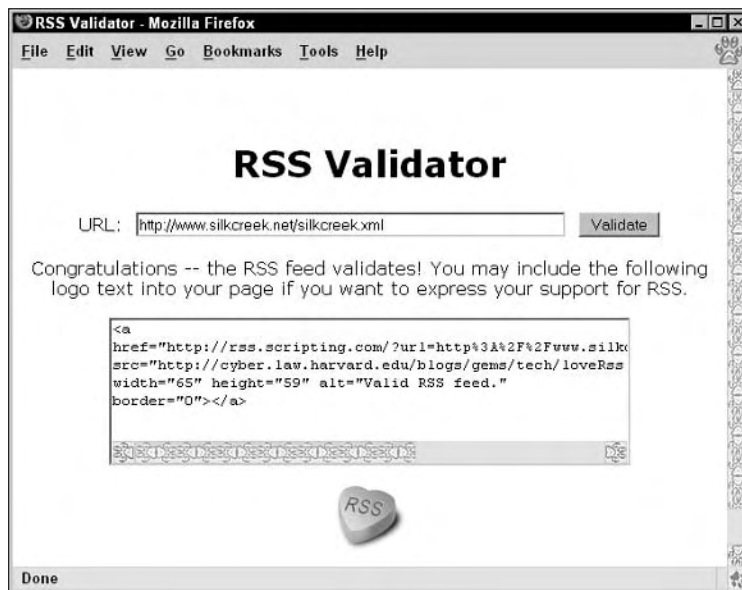 RSS Validator - Mozilla Firefox
File Edit View Go Bookmarks Tools Help
RSS Validator
URL: http://www.silkcreek.net/silkcreek.xml Validate
Congratulations -- the RSS feed validates! You may include the following
logo text into your page if you want to express your support for RSS.
<a
href="http://rss.scripting.com/?url=http%3A%2F%2Fwww.silkc
src="http://cyber.law.harvard.edu/blogs/gems/tech/loveRss
width="65" height="59" alt="Valid RSS feed."
border="0"></a>
RSS
Done